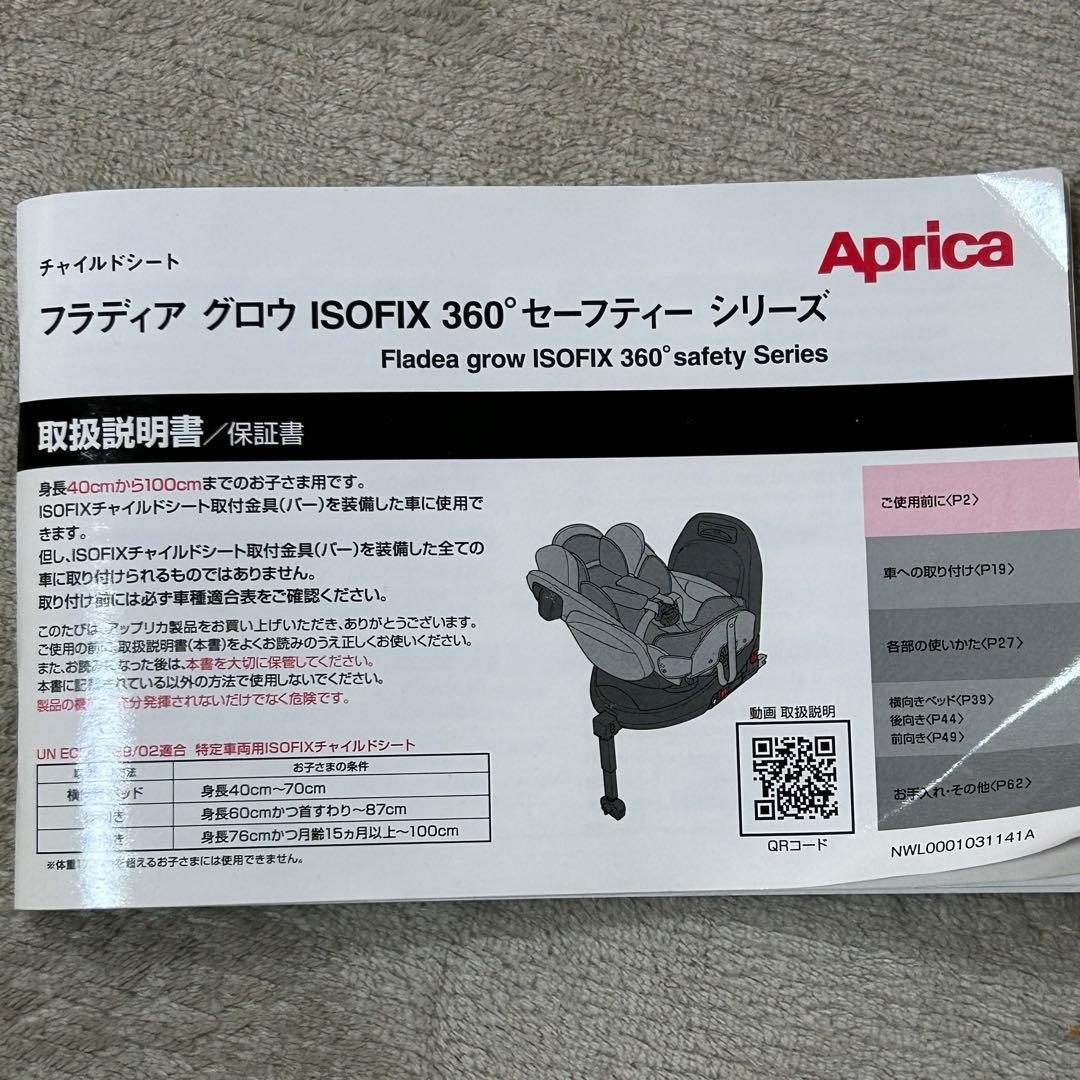 Aprica
チャイルドシート
フラディア グロウ ISOFIX 360°セーフティー シリーズ
Fladea grow ISOFIX 360°safety Series
取扱説明書／保証書
身長40cmから100cmまでのお子さま用です。
ISOFIXチャイルドシート取付金具(バー)を装備した車に使用で
きます。
但し、ISOFIXチャイルドシート取付金具(バー)を装備した全ての
車に取り付けられるものではありません。
取り付け前には必ず車種適合表をご確認ください。
このたびは、アップリカ製品をお買い上げいただき、ありがとうございます。
ご使用の前に、取扱説明書(本書)をよくお読みのうえ正しくお使いください。
また、お読みになった後は、本書を大切に保管してください。
本書に記載されている以外の方法で使用しないでください。
製品の機 充分発揮されないだけでなく危険です。
UN EC /02適合 特定車両用ISOFIXチャイルドシート
お子さまの条件
身長40cm〜70cm
身長60cmかつ首すわり〜87cm
身長76cmかつ月齢15ヵ月以上〜100cm
※体重 を超えるお子さまには使用できません。
動画 取扱説明
QRコード
ご使用前に〈P2〉
車への取り付け〈P19〉
各部の使いかた〈P27〉
横向きベッド〈P39〉
後向き〈P44〉
前向き〈P49〉
お手入れ・その他〈P62〉
NWL0001031141A